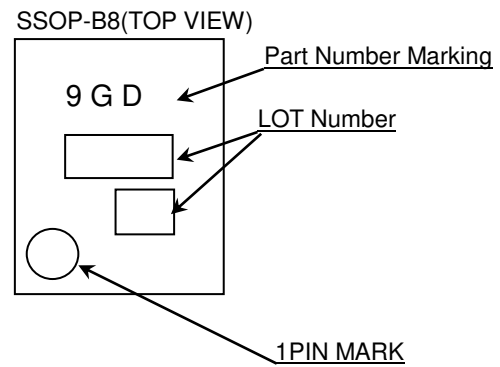 SSOP-B8(TOP VIEW)
Part Number Marking
9 G D
LOT Number
1PIN MARK